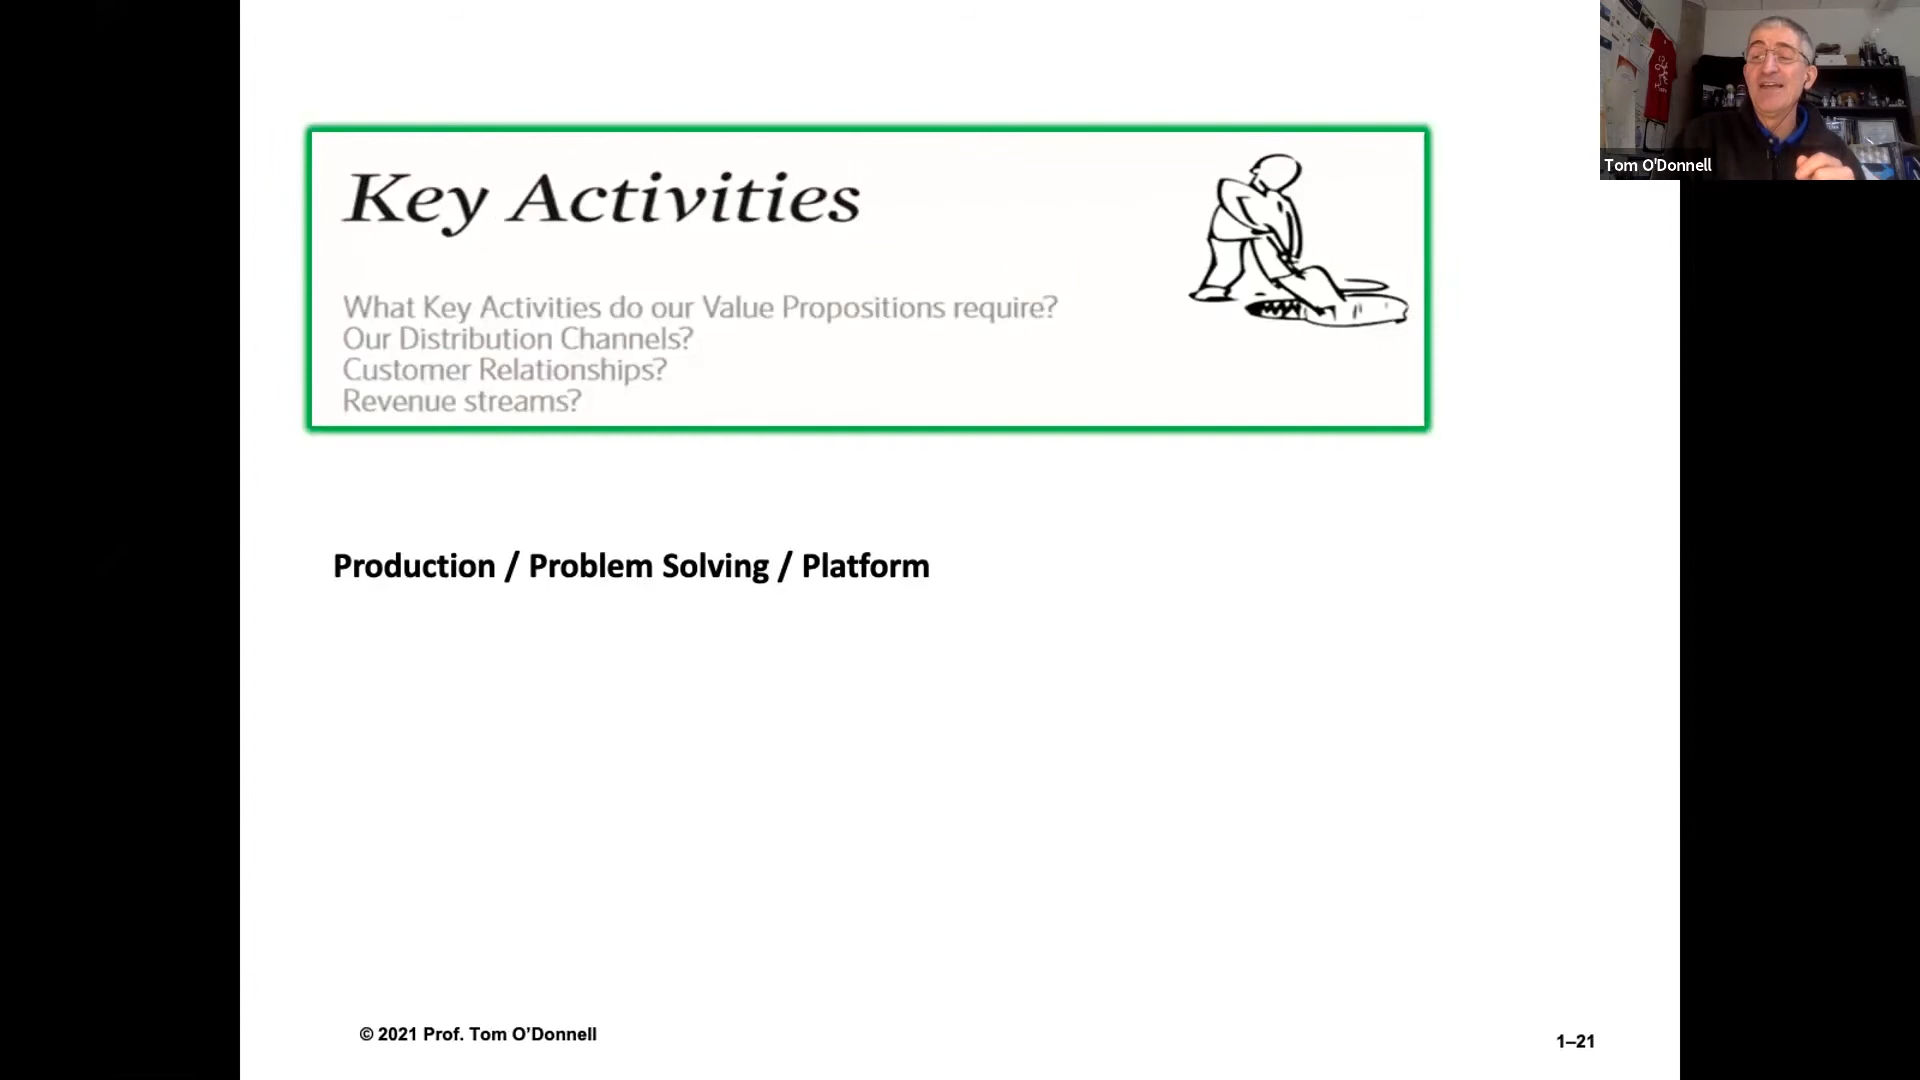 Key Activities
What Key Activities do our Value Propositions require?
Our Distribution Channels?
Customer Relationships?
Revenue streams?
Production / Problem Solving / Platform
© 2021 Prof. Tom O’Donnell
1–21
Tom O'Donnell